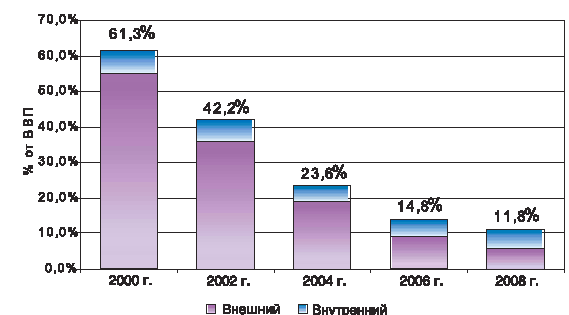 % от ВВП
70,0%
60,0%
50,0%
40,0%
30,0%
20,0%
10,0%
0,0%
61,3%
42,2%
23,6%
14,8%
11,8%
2000 г.
2002 г.
2004 г.
2006 г.
2008 г.
Внешний
Внутренний